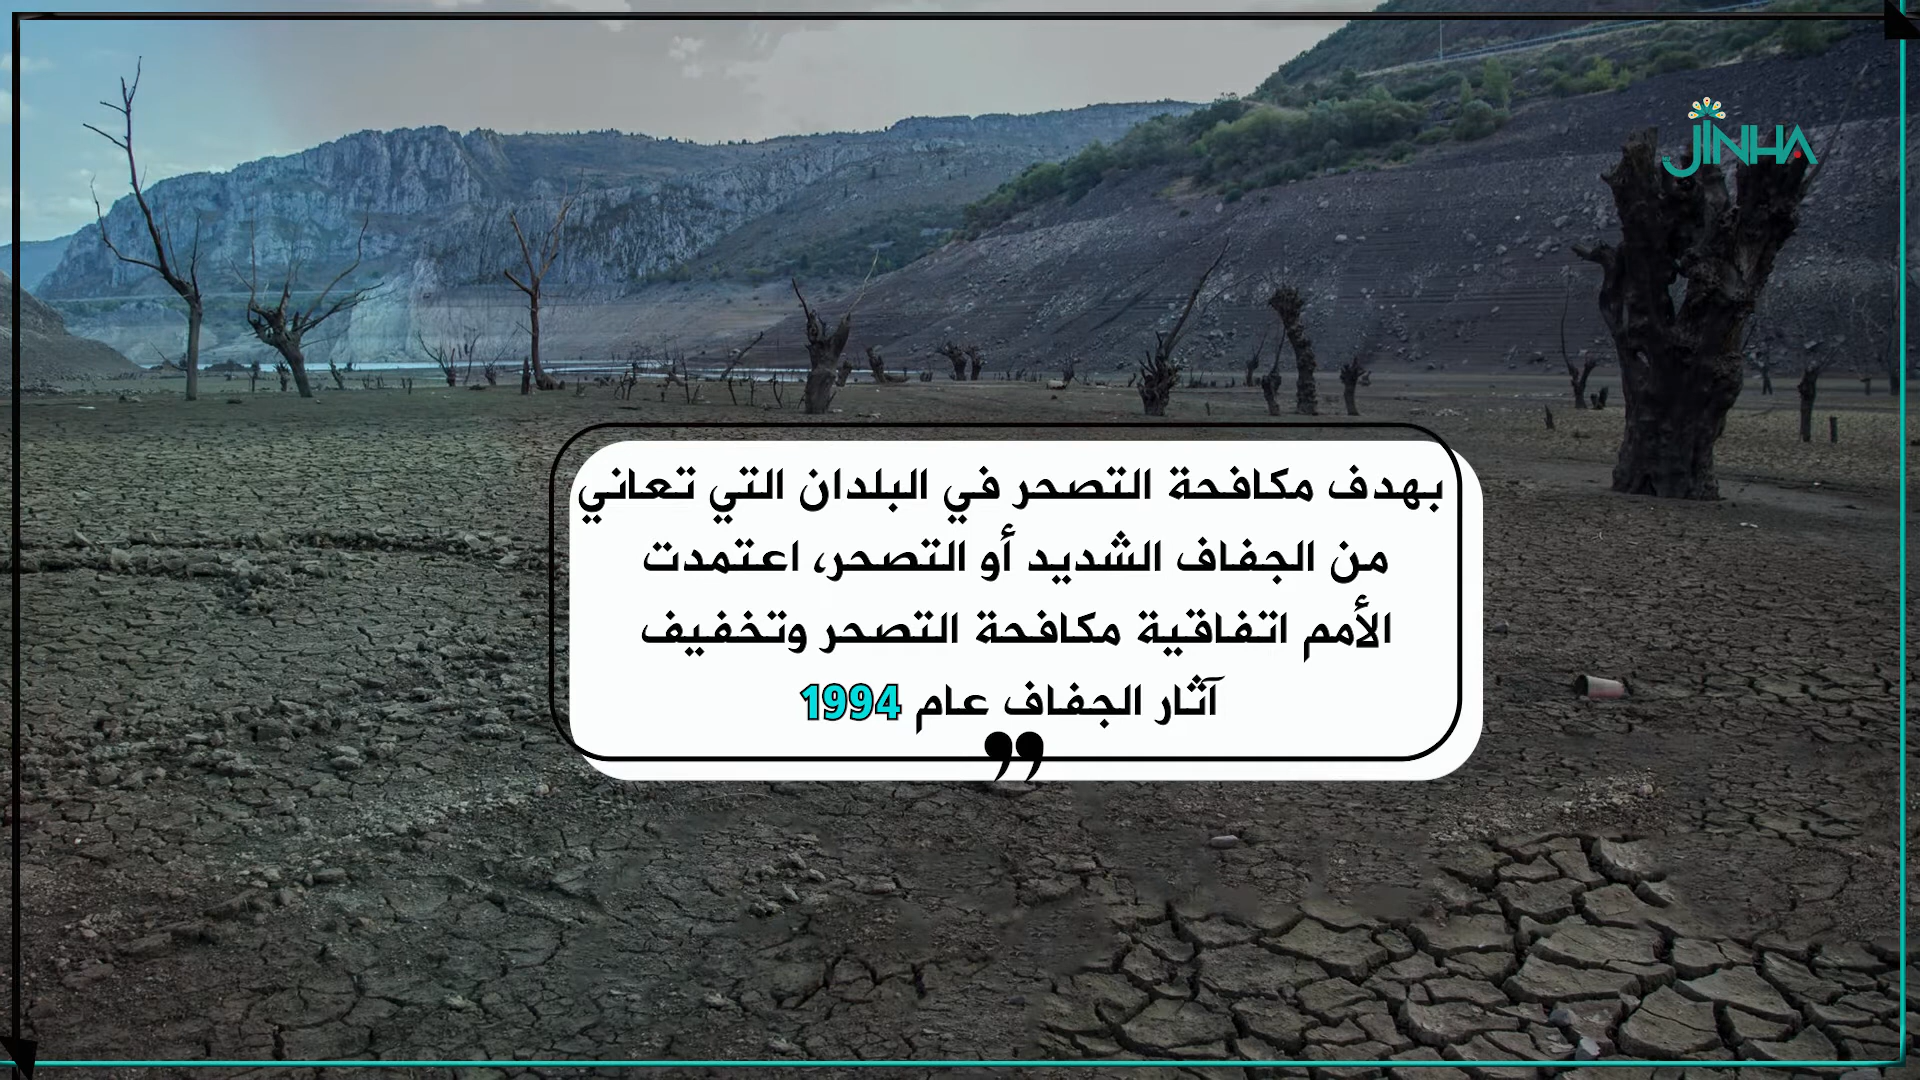 JINHA
بهدف مكافحة التصحر في البلدان التي تعاني
من الجفاف الشديد أو التصحر، اعتمدت
الأمم اتفاقية مكافحة التصحر وتخفيف
آثار الجفاف عام 1994
”